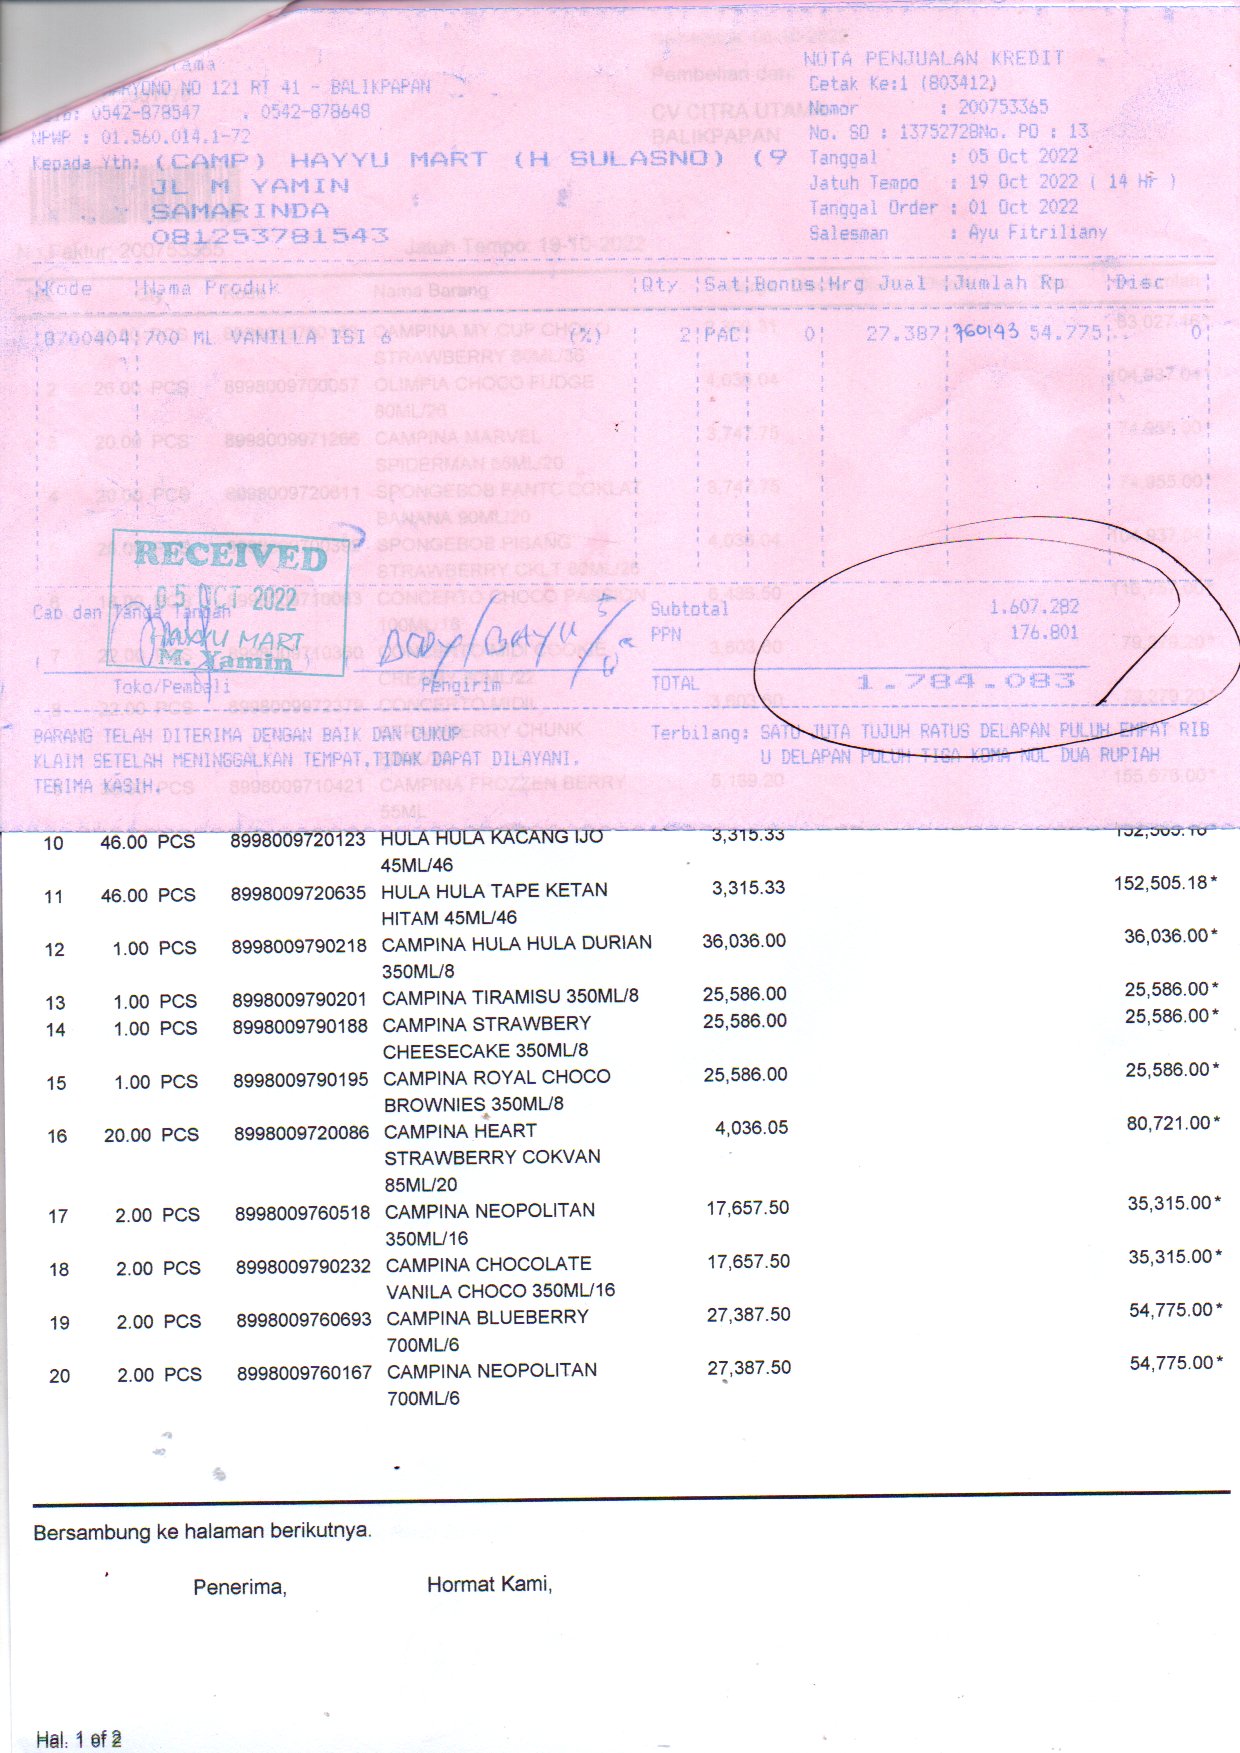 NOTA PENJUALAN KREDIT
NO 121 RT 41 - BALIKPAPAN
Cetak Ke:1 (803412)
0542-878547 . 0542-878648
Nomor : 200753365
NPWP : 01.560.014.1-72
No. SO : 13752728No. PO : 13
Kepada Yth: (CAMP) HAYYU MART (H SULASNO) (9
Tanggal : 05 Oct 2022
JL M YAMIN
Jatuh Tempo : 19 Oct 2022 ( 14 Hr )
SAMARINDA
Tanggal Order : 01 Oct 2022
081253781543
Salesman : Ayu Fitriliany
Kode Nama Produk Qty Sat Bonus Hrg Jual Jumlah Rp Disc
8700404 700 ML VANILLA ISI 6 (%) 2 PAC 0 27.387 760143 54.775 0
RECEIVED
05 OCT 2022
HAYYU MART
M. Yamin
Cap dan Tanda Tangan
Subtotal 1.607.282
PPN 176.801
TOTAL 1.784.083
Toko/Pembeli Pengirim
BARANG TELAH DITERIMA DENGAN BAIK DAN CUKUP
KLAIM SETELAH MENINGGALKAN TEMPAT,TIDAK DAPAT DILAYANI.
TERIMA KASIH.
Terbilang: SATU JUTA TUJUH RATUS DELAPAN PULUH EMPAT RIB
U DELAPAN PULUH TIGA KOMA NOL DUA RUPIAH
10 46.00 PCS 8998009720123 HULA HULA KACANG IJO 3,315.33 152,505.18
45ML/46
11 46.00 PCS 8998009720635 HULA HULA TAPE KETAN 3,315.33 152,505.18*
HITAM 45ML/46
12 1.00 PCS 8998009790218 CAMPINA HULA HULA DURIAN 36,036.00 36,036.00*
350ML/8
13 1.00 PCS 8998009790201 CAMPINA TIRAMISU 350ML/8 25,586.00 25,586.00*
14 1.00 PCS 8998009790188 CAMPINA STRAWBERY 25,586.00 25,586.00*
CHEESECAKE 350ML/8
15 1.00 PCS 8998009790195 CAMPINA ROYAL CHOCO 25,586.00 25,586.00*
BROWNIES 350ML/8
16 20.00 PCS 8998009720086 CAMPINA HEART 4,036.05 80,721.00*
STRAWBERRY COKVAN
85ML/20
17 2.00 PCS 8998009760518 CAMPINA NEOPOLITAN 17,657.50 35,315.00*
350ML/16
18 2.00 PCS 8998009790232 CAMPINA CHOCOLATE 17,657.50 35,315.00*
VANILA CHOCO 350ML/16
19 2.00 PCS 8998009760693 CAMPINA BLUEBERRY 27,387.50 54,775.00*
700ML/6
20 2.00 PCS 8998009760167 CAMPINA NEOPOLITAN 27,387.50 54,775.00*
700ML/6
Bersambung ke halaman berikutnya.
Penerima, Hormat Kami,
Hal. 1 of 2